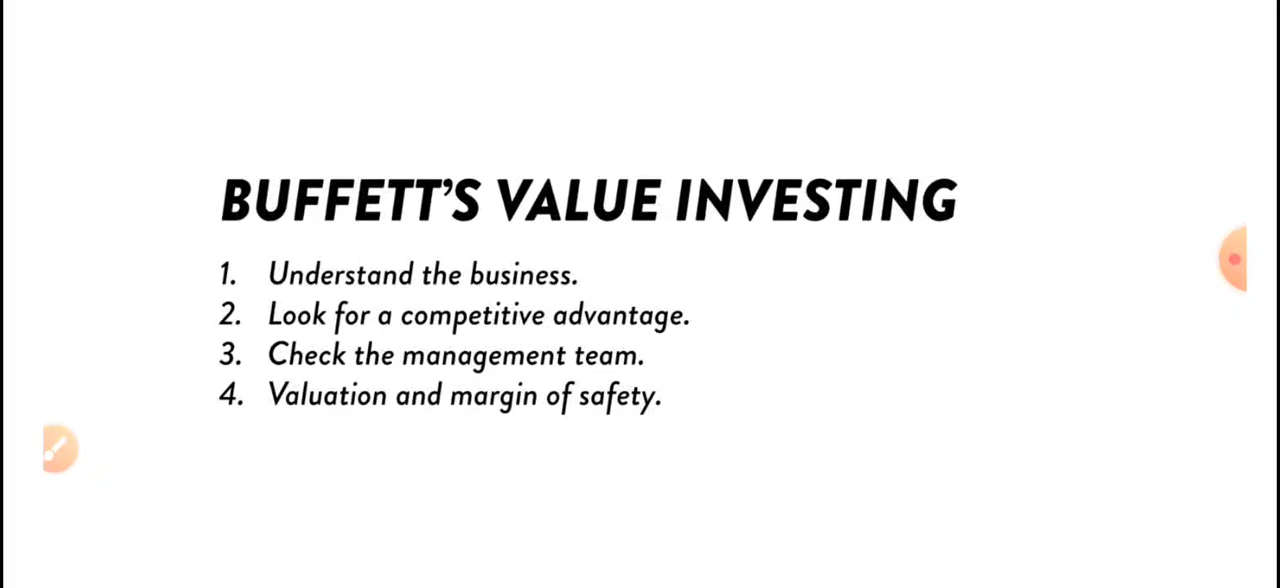 BUFFETT'S VALUE INVESTING
1. Understand the business.
2. Look for a competitive advantage.
3. Check the management team.
4. Valuation and margin of safety.